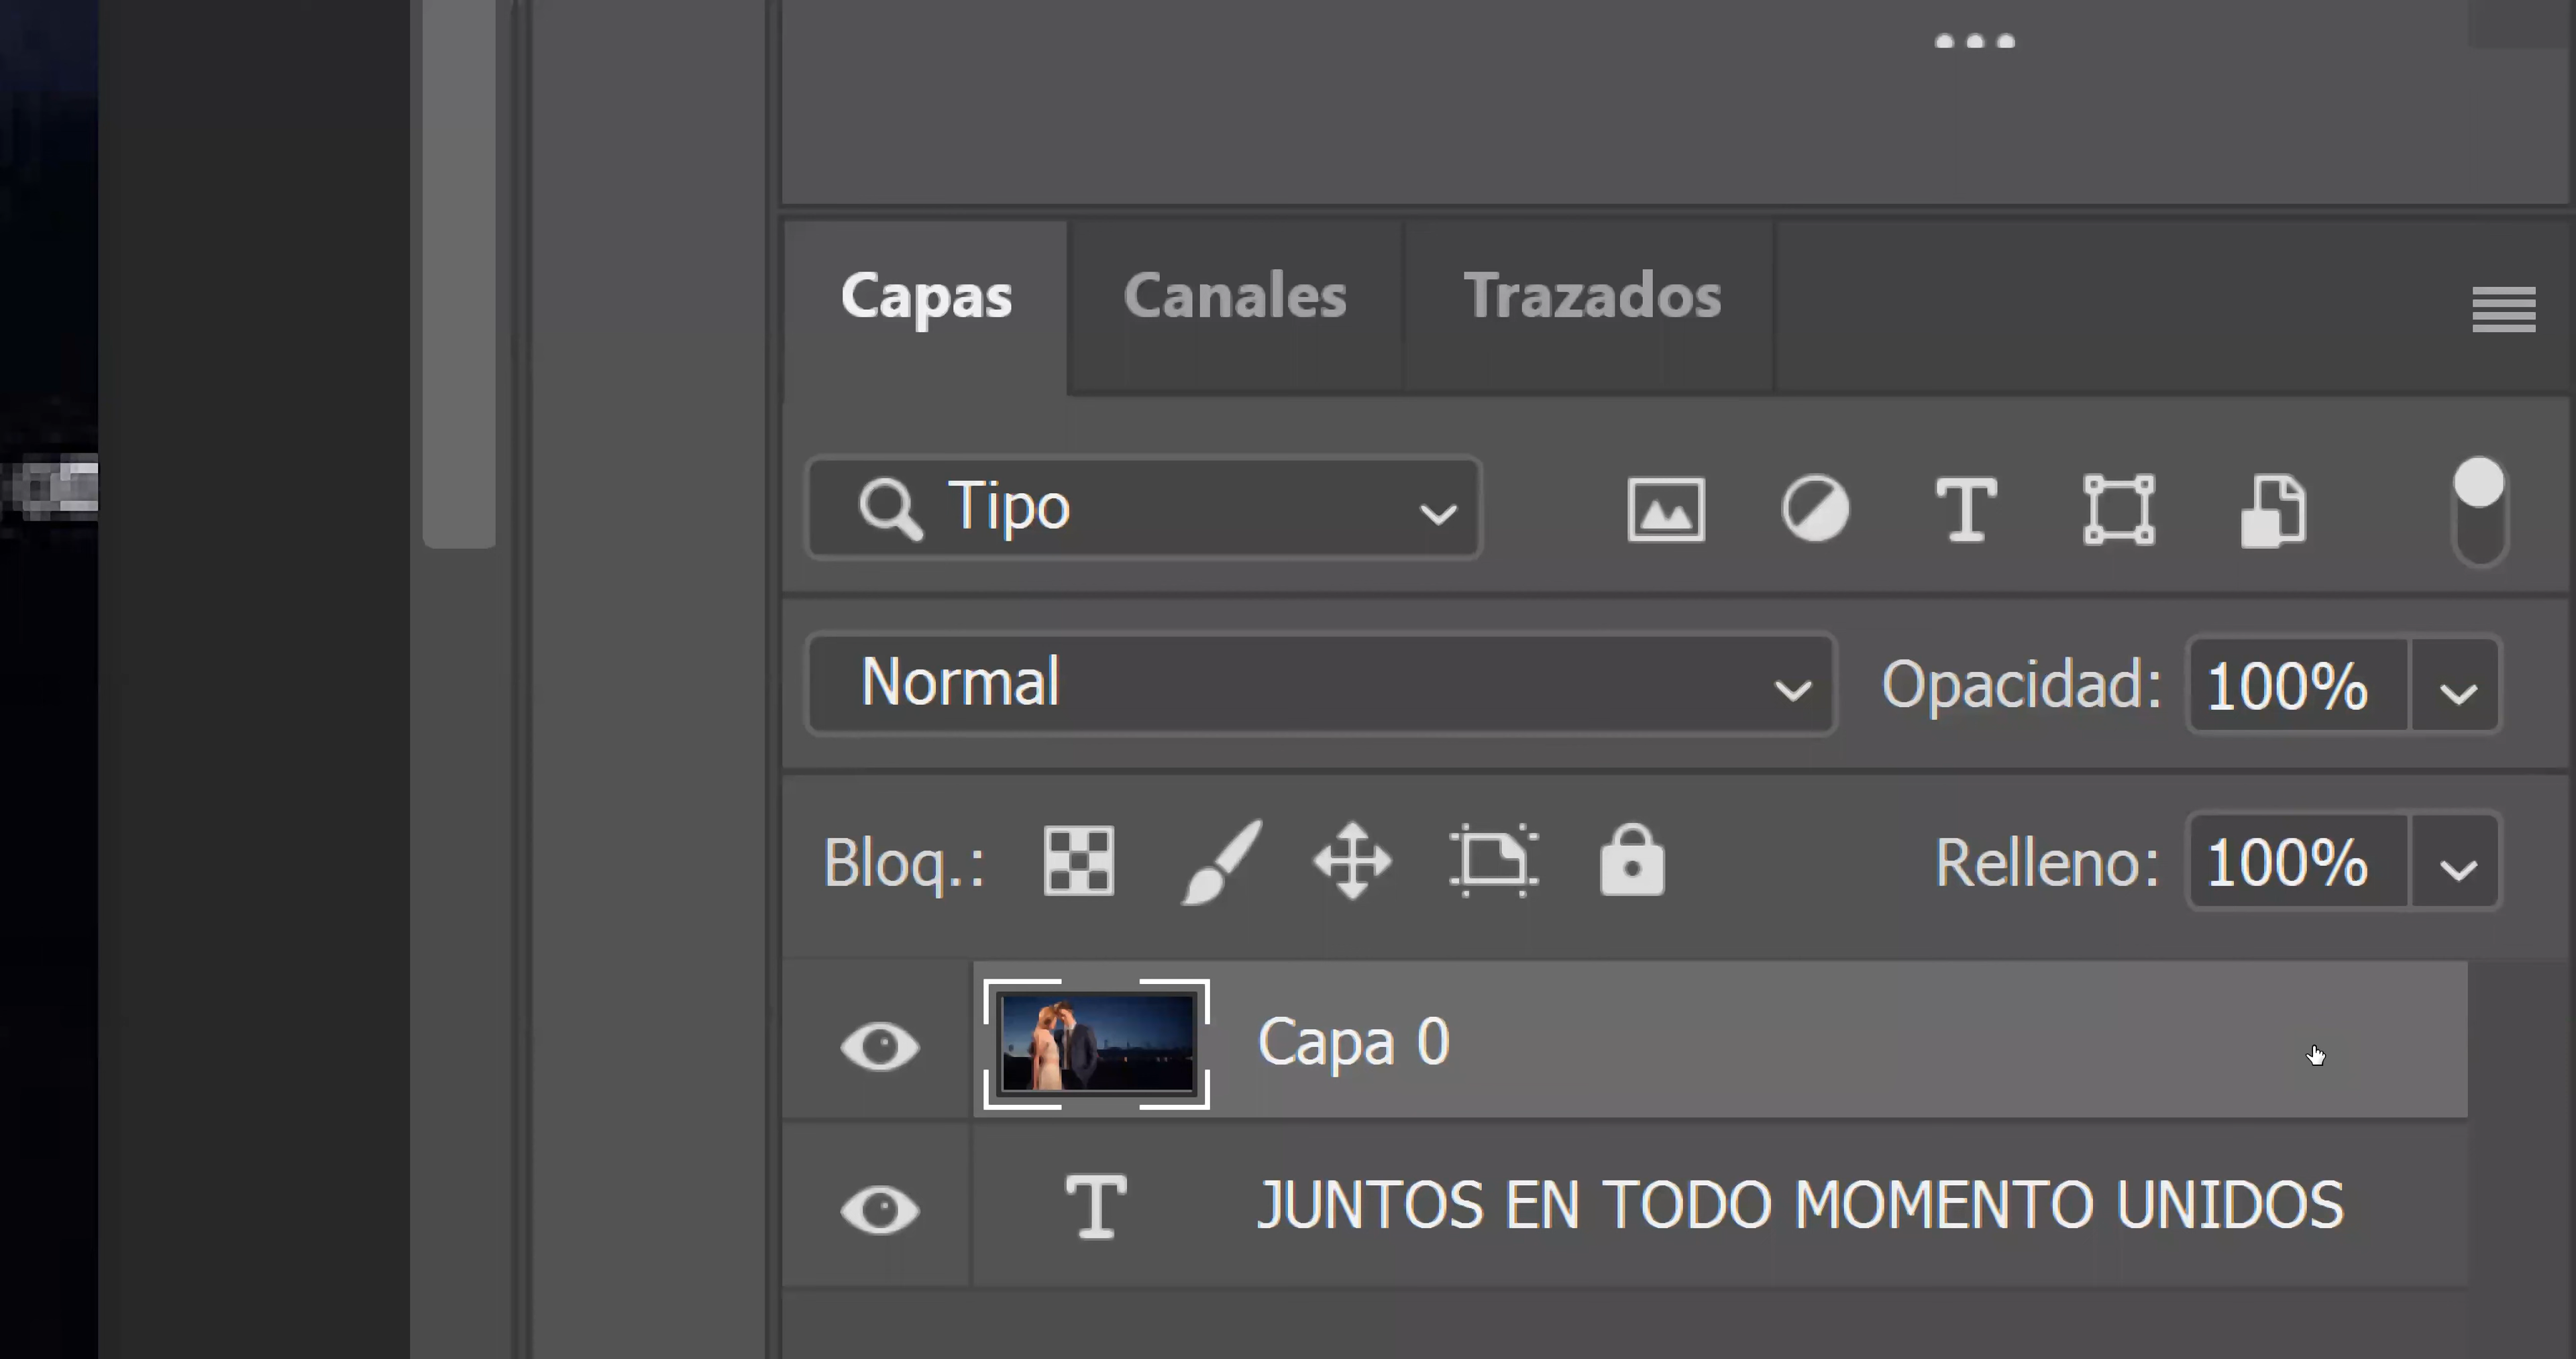 Capas Canales Trazados
Tipo
Normal Opacidad: 100%
Bloq.: Relleno: 100%
Capa 0
JUNTOS EN TODO MOMENTO UNIDOS